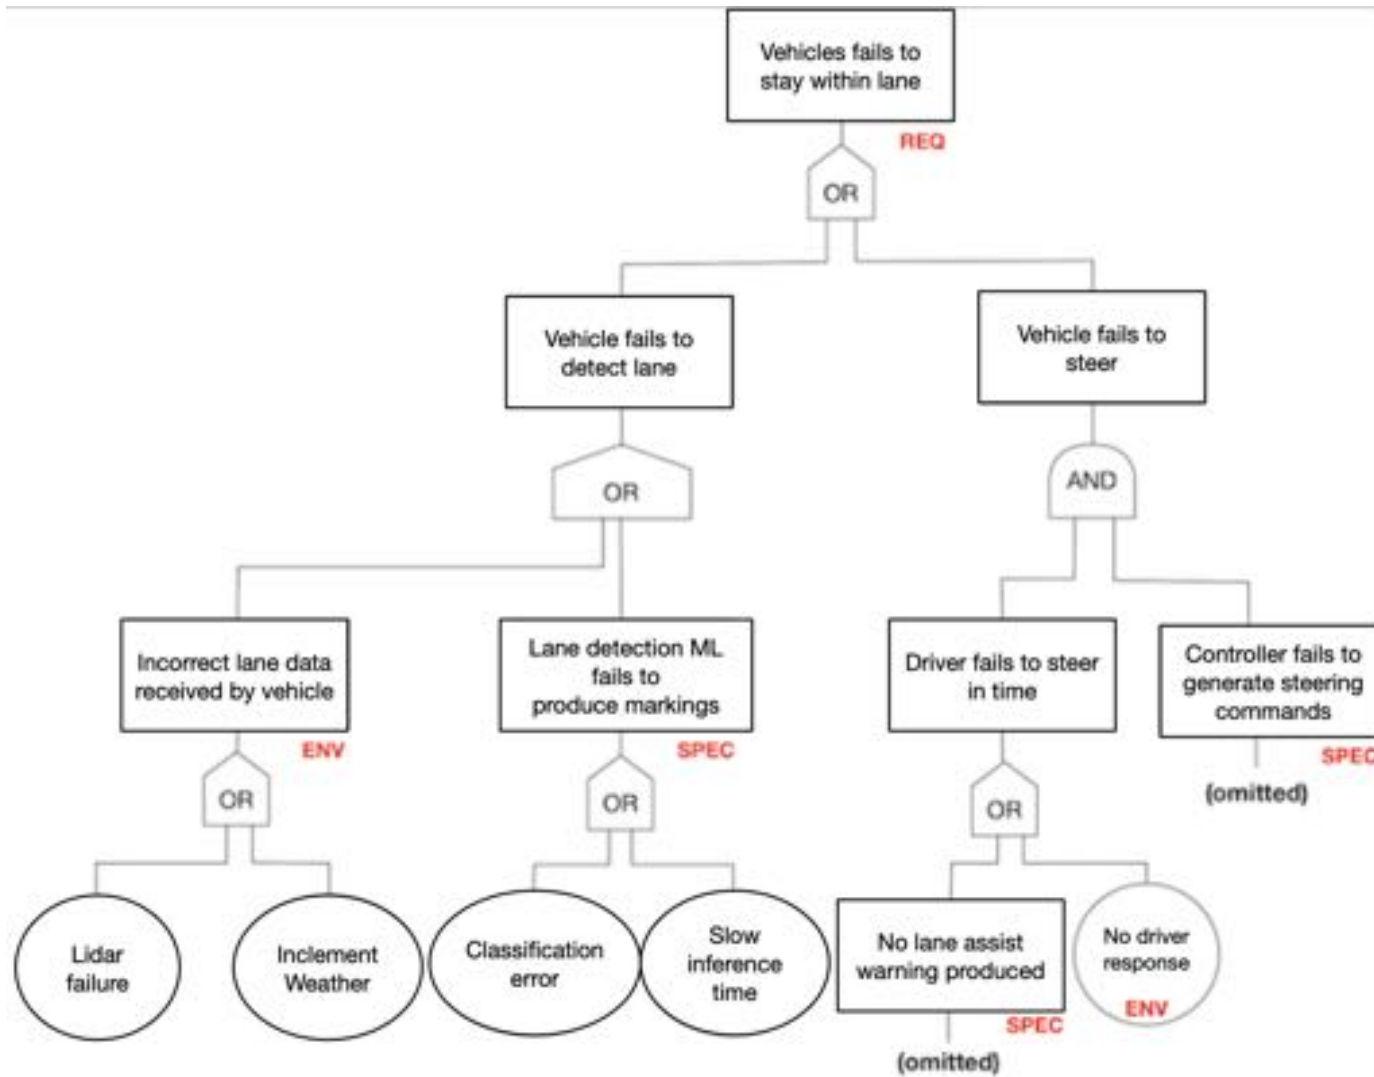 Vehicles fails to
stay within lane
REQ
OR
Vehicle fails to
detect lane
Vehicle fails to
steer
OR
AND
Incorrect lane data
received by vehicle
ENV
Lane detection ML
fails to
produce markings
SPEC
Driver fails to steer
in time
Controller fails to
generate steering
commands
SPEC
(omitted)
OR
OR
OR
Lidar
failure
Inclement
Weather
Classification
error
Slow
inference
time
No lane assist
warning produced
SPEC
(omitted)
No driver
response
ENV